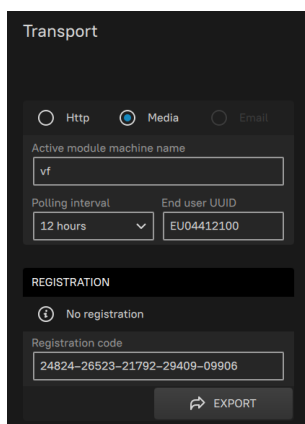 Transport
Http Media Email
Active module machine name
vf
Polling interval End user UUID
12 hours EU04412100
REGISTRATION
No registration
Registration code
24824–26523–21792–29409–09906
EXPORT